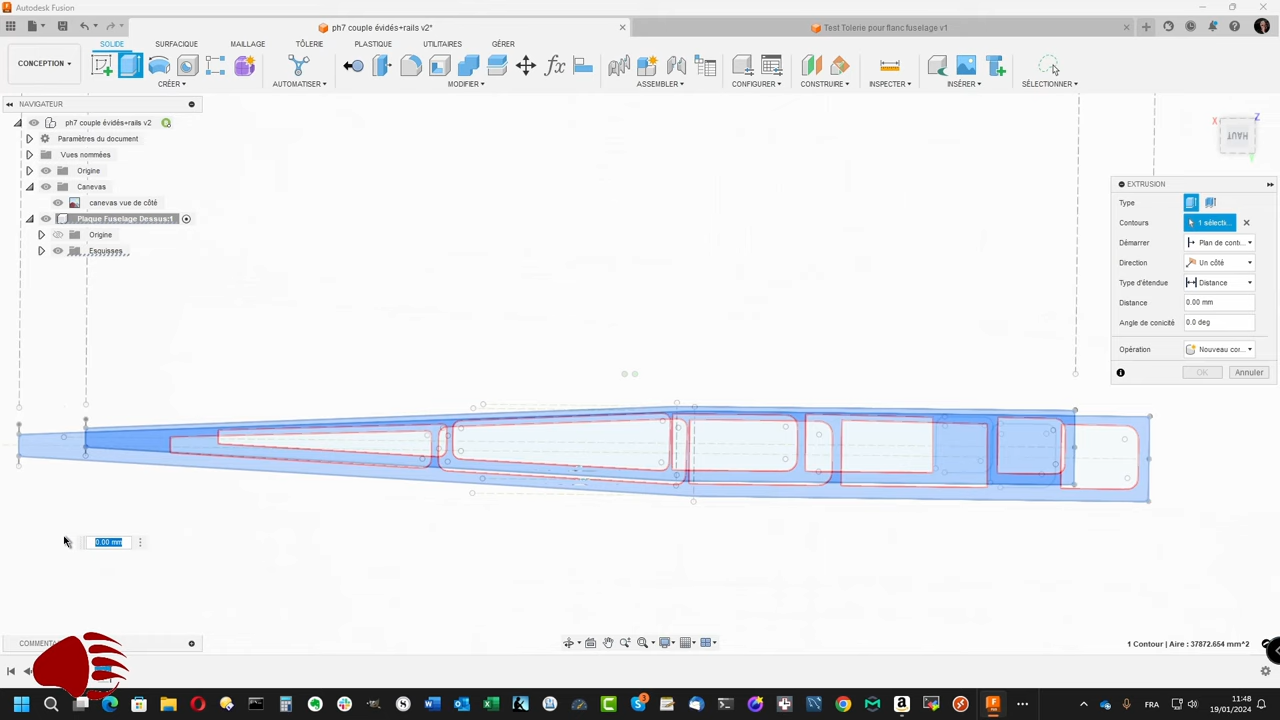 Autodesk Fusion
ph7 couple évidés+rails v2*
Test Tolerie pour flanc fuselage v1
CONCEPTION
SOLIDE
SURFACIQUE
MAILLAGE
TÔLERIE
PLASTIQUE
UTILITAIRES
GÉRER
CRÉER
AUTOMATISER
MODIFIER
ASSEMBLER
CONFIGURER
CONSTRUIRE
INSPECTER
INSÉRER
SÉLECTIONNER
NAVIGATEUR
ph7 couple évidés+rails v2
Paramètres du document
Vues nommées
Origine
Canevas
canevas vue de côté
Plaque Fuselage Dessus:1
Origine
Esquisses
X
Z
HAUT
EXTRUSION
Type
Contours
1 sélecti...
Démarrer
Plan de cont...
Direction
Un côté
Type d'étendue
Distance
Distance
0.00 mm
Angle de conicité
0.0 deg
Opération
Nouveau cor...
OK
Annuler
0.00 mm
COMMENTAI
1 Contour | Aire : 37872.654 mm^2
FRA
11:48
19/01/2024